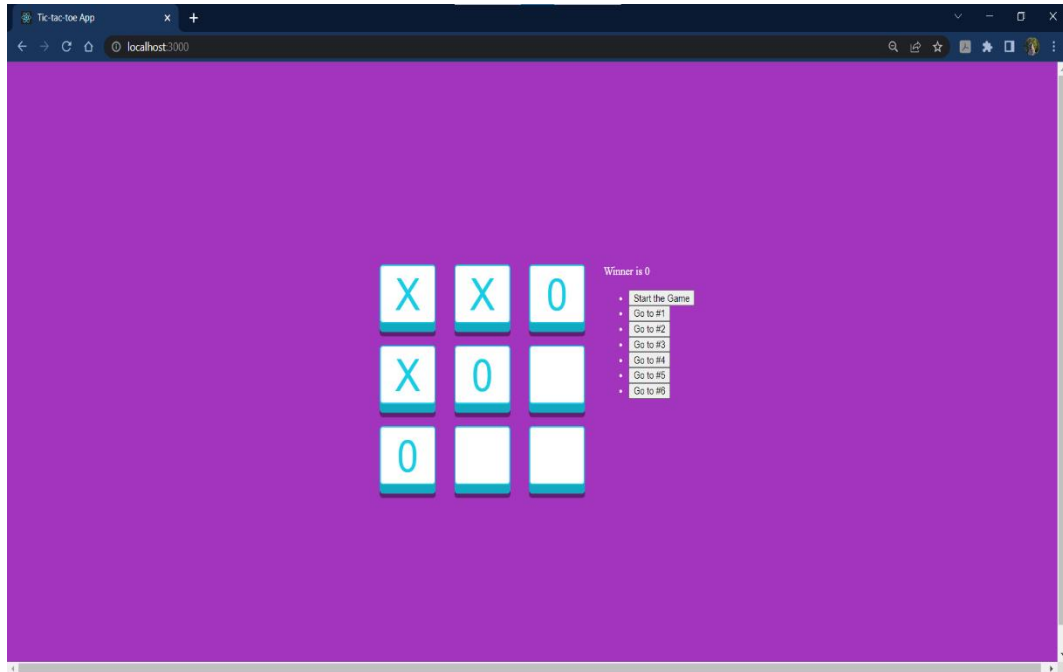 Tic-tac-toe App
localhost:3000
X X 0
X 0
0
Winner is 0
Start the Game
Go to #1
Go to #2
Go to #3
Go to #4
Go to #5
Go to #6